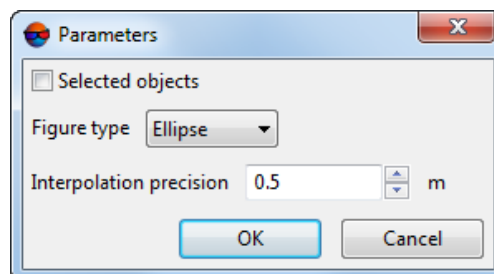 Parameters
Selected objects
Figure type Ellipse
Interpolation precision 0.5 m
OK Cancel